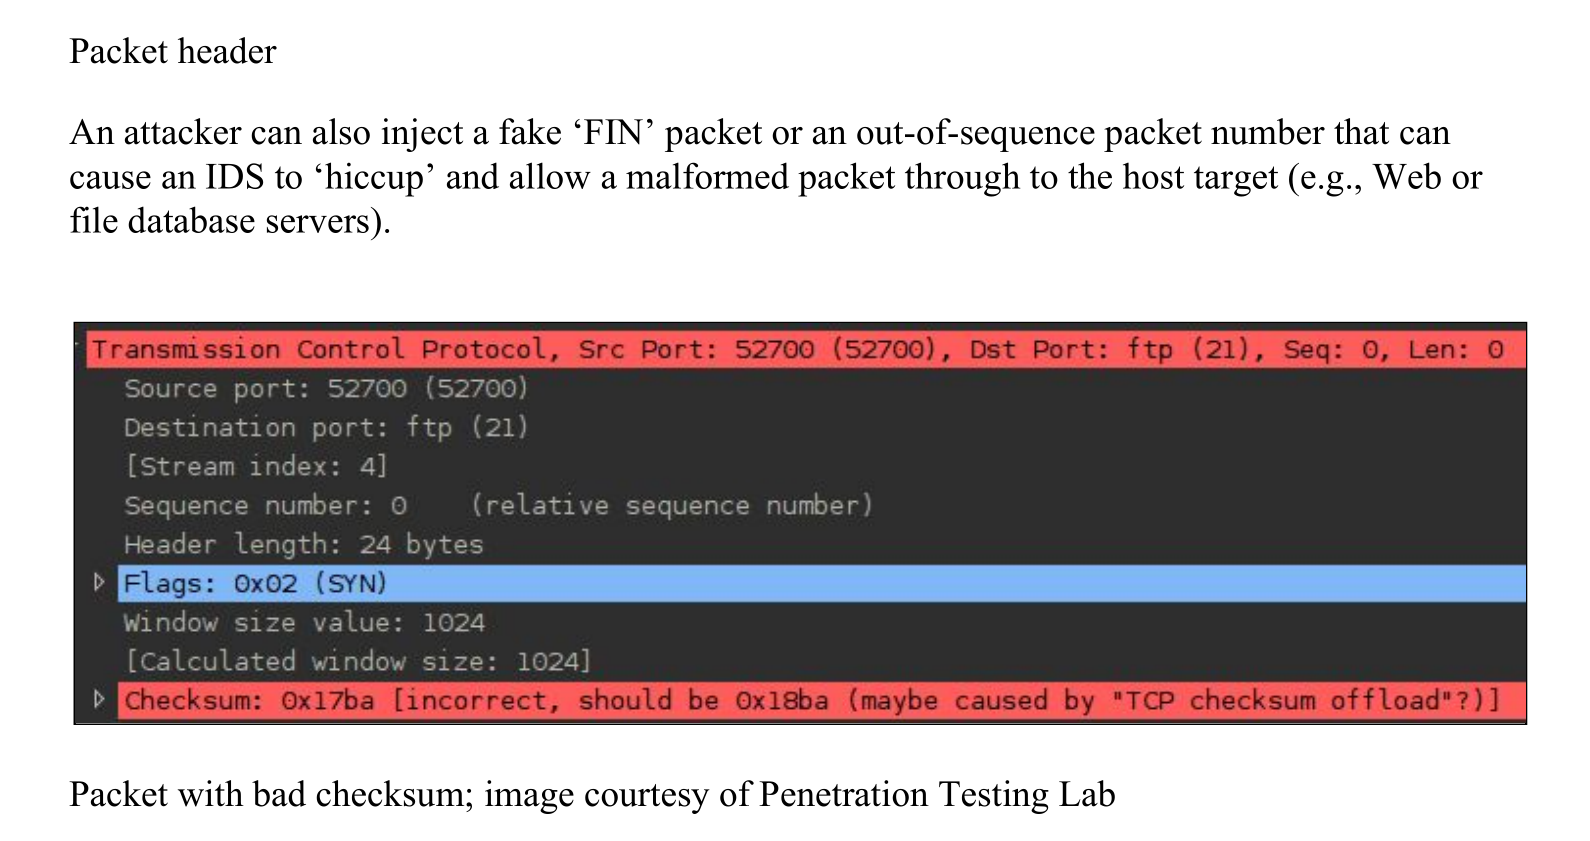 Packet header
An attacker can also inject a fake ‘FIN’ packet or an out-of-sequence packet number that can
cause an IDS to ‘hiccup’ and allow a malformed packet through to the host target (e.g., Web or
file database servers).
Transmission Control Protocol, Src Port: 52700 (52700), Dst Port: ftp (21), Seq: 0, Len: 0
Source port: 52700 (52700)
Destination port: ftp (21)
[Stream index: 4]
Sequence number: 0    (relative sequence number)
Header length: 24 bytes
Flags: 0x02 (SYN)
Window size value: 1024
[Calculated window size: 1024]
Checksum: 0x17ba [incorrect, should be 0x18ba (maybe caused by "TCP checksum offload"?)]
Packet with bad checksum; image courtesy of Penetration Testing Lab